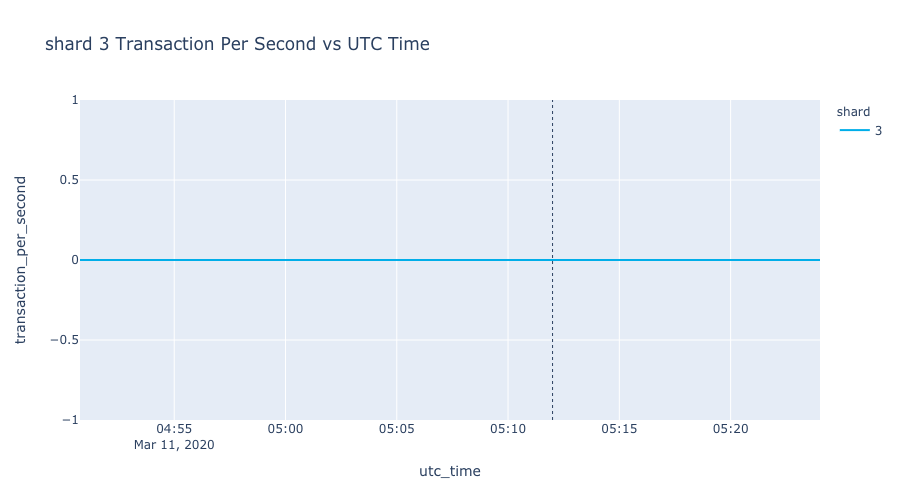 shard 3 Transaction Per Second vs UTC Time
shard
3
transaction_per_second
1
0.5
0
−0.5
−1
04:55
05:00
05:05
05:10
05:15
05:20
Mar 11, 2020
utc_time